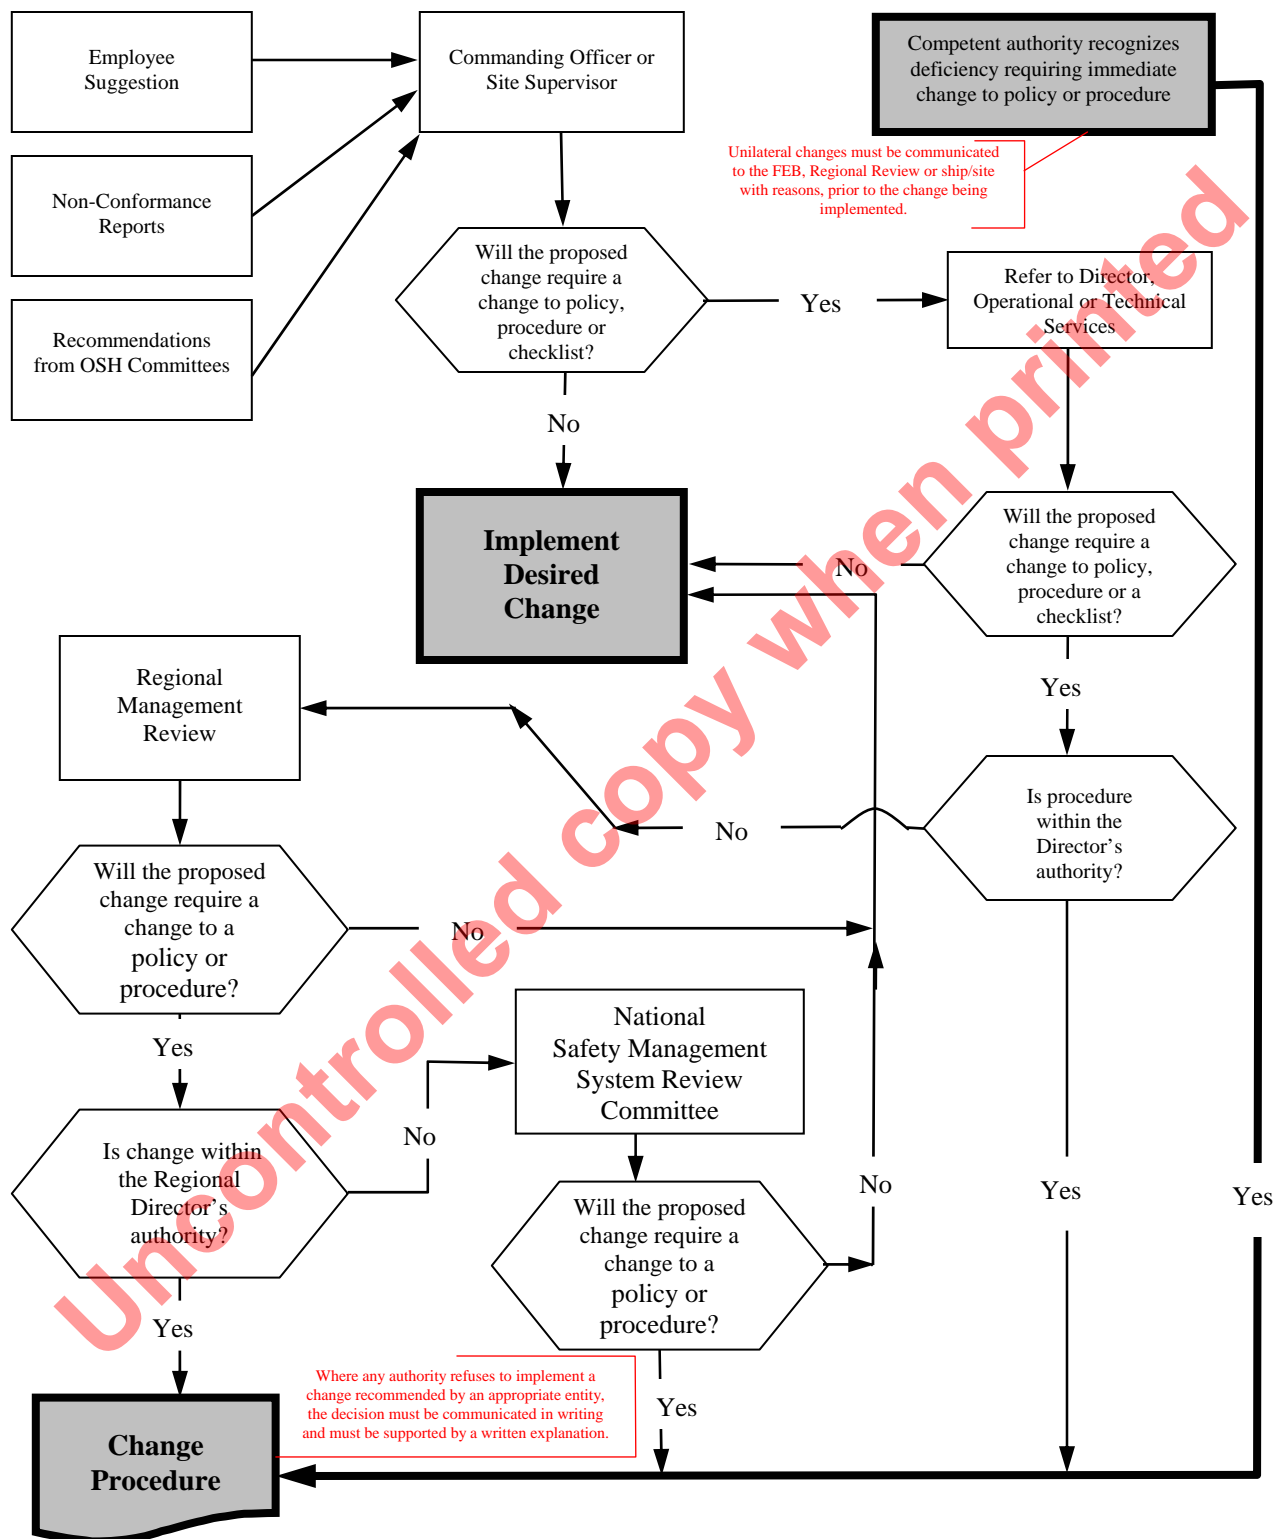 Employee
Suggestion
Commanding Officer or
Site Supervisor
Competent authority recognizes
deficiency requiring immediate
change to policy or procedure
Unilateral changes must be communicated
to the FEB, Regional Review or ship/site
with reasons, prior to the change being
implemented.
Non-Conformance
Reports
Will the proposed
change require a
change to policy,
procedure or
checklist?
Yes
Refer to Director,
Operational or Technical
Services
Recommendations
from OSH Committees
No
Implement
Desired
Change
No
Will the proposed
change require a
change to policy,
procedure or a
checklist?
Yes
Regional
Management
Review
No
Is procedure
within the
Director's
authority?
Will the proposed
change require a
change to a
policy or
procedure?
No
Yes
National
Safety Management
System Review
Committee
No
Is change within
the Regional
Director's
authority?
No
Yes
Yes
Will the proposed
change require a
change to a
policy or
procedure?
Yes
Where any authority refuses to implement a
change recommended by an appropriate entity,
the decision must be communicated in writing
and must be supported by a written explanation.
Yes
Change
Procedure
Uncontrolled copy when printed